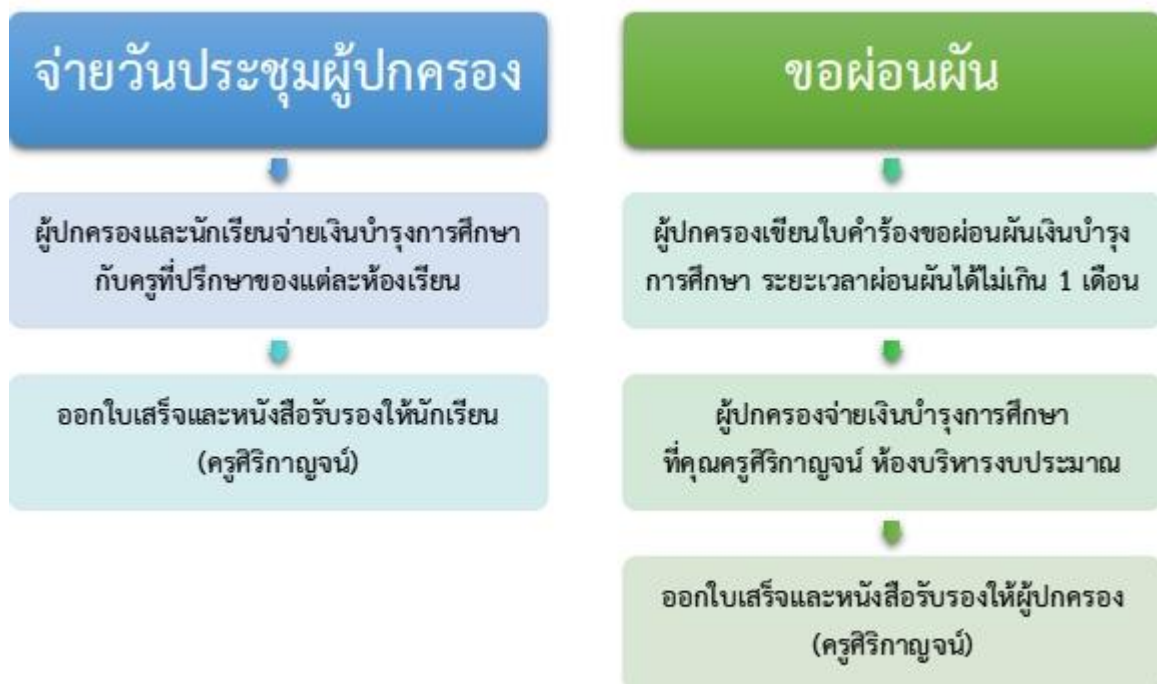 จ่ายวันประชุมผู้ปกครอง
ผู้ปกครองและนักเรียนจ่ายเงินบำรุงการศึกษา
กับครูที่ปรึกษาของแต่ละห้องเรียน
ออกใบเสร็จและหนังสือรับรองให้นักเรียน
(ครูศิริกาญจน์)
ขอผ่อนผัน
ผู้ปกครองเขียนใบคำร้องขอผ่อนผันเงินบำรุง
การศึกษา ระยะเวลาผ่อนผันได้ไม่เกิน 1 เดือน
ผู้ปกครองจ่ายเงินบำรุงการศึกษา
ที่คุณครูศิริกาญจน์ ห้องบริหารงบประมาณ
ออกใบเสร็จและหนังสือรับรองให้ผู้ปกครอง
(ครูศิริกาญจน์)